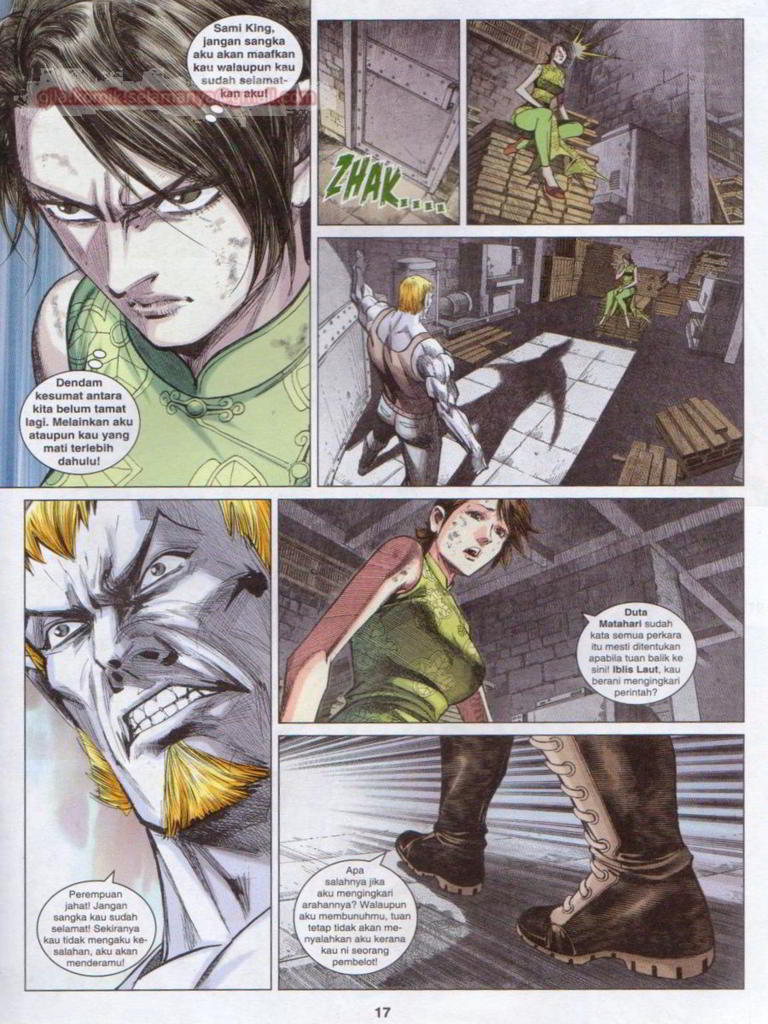 Sami King,
jangan sangka
aku akan maafkan
kau walaupun kau
sudah selamat-
kan aku!
Dendam
kesumat antara
kita belum tamat
lagi. Melainkan aku
ataupun kau yang
mati terlebih
dahulu!
ZHAK.....
Perempuan
jahat! Jangan
sangka kau sudah
selamat! Sekiranya
kau tidak mengaku ke-
salahan, aku akan
menderamu!
Duta
Matahari sudah
kata semua perkara
itu mesti ditentukan
apabila tuan balik ke
sini! Iblis Laut, kau
berani mengingkari
perintah?
Apa
salahnya jika
aku mengingkari
arahannya? Walaupun
aku membunuhmu, tuan
tetap tidak akan me-
nyalahkan aku kerana
kau ni seorang
pembelot!
17